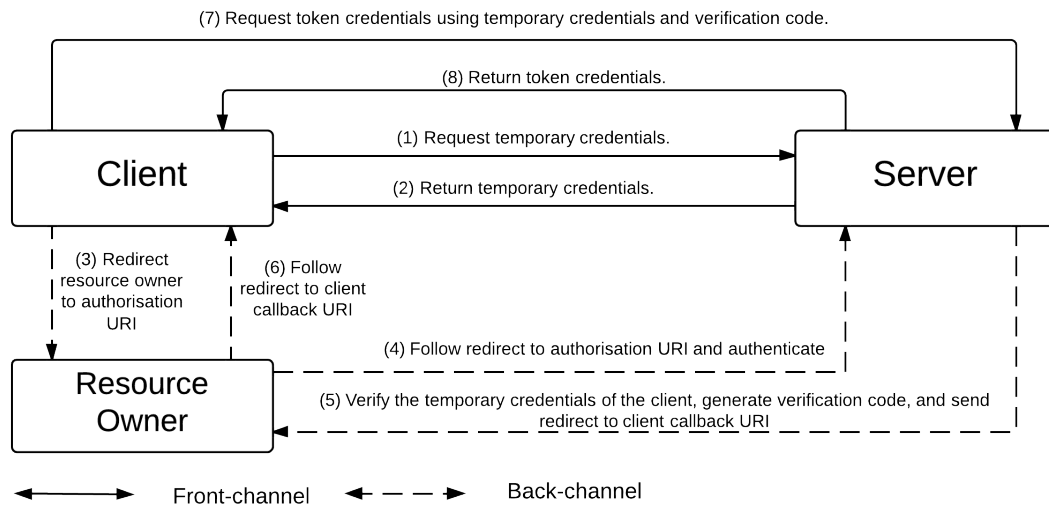 (7) Request token credentials using temporary credentials and verification code.
(8) Return token credentials.
(1) Request temporary credentials.
Client
Server
(2) Return temporary credentials.
(3) Redirect
resource owner
to authorisation
URI
(6) Follow
redirect to client
callback URI
(4) Follow redirect to authorisation URI and authenticate
Resource
Owner
(5) Verify the temporary credentials of the client, generate verification code, and send
redirect to client callback URI
Front-channel
Back-channel